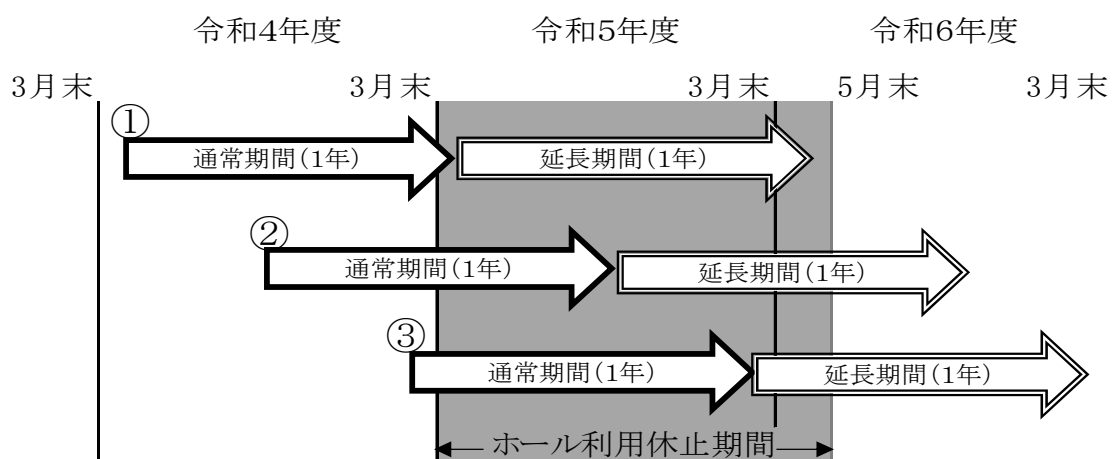 令和4年度 令和5年度 令和6年度
3月末 3月末 3月末 5月末 3月末
①
通常期間(1年) 延長期間(1年)
②
通常期間(1年) 延長期間(1年)
③
通常期間(1年) 延長期間(1年)
ホール利用休止期間